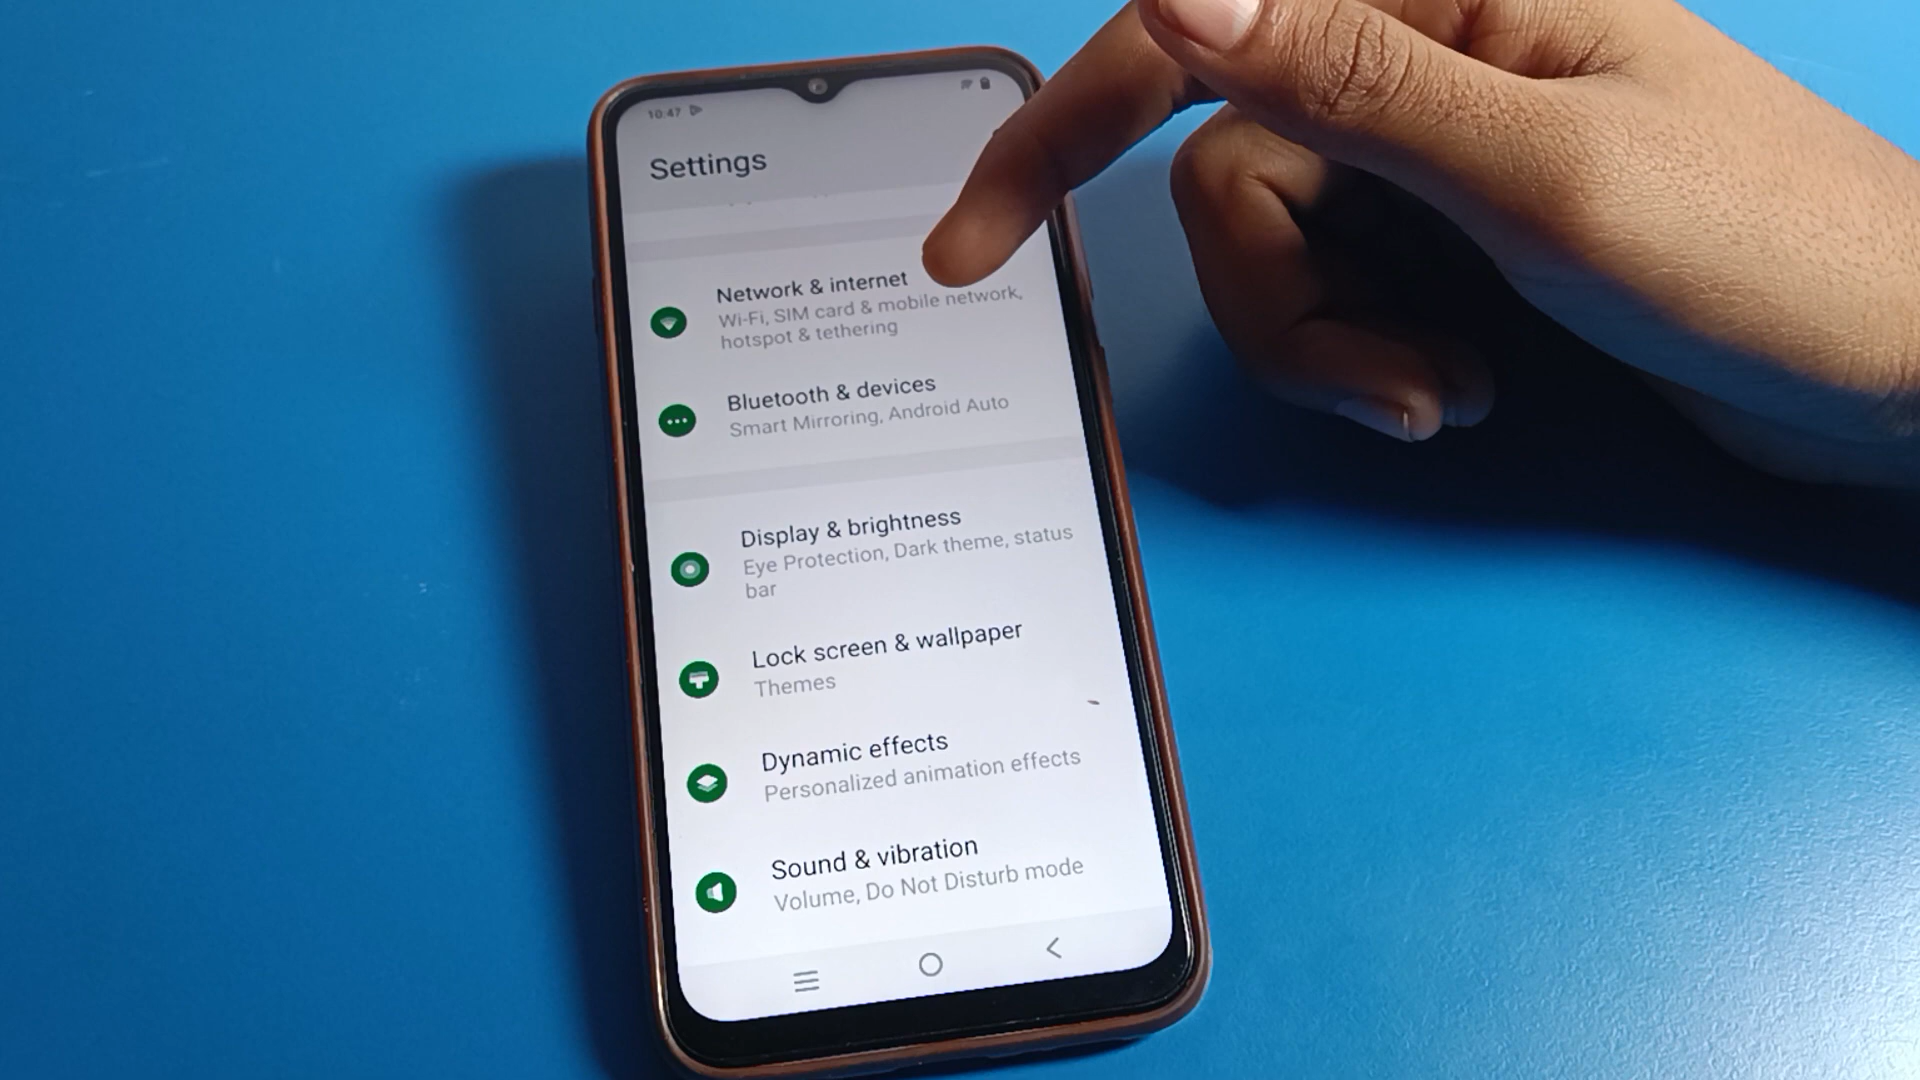 10:47
Settings
Network & internet
Wi-Fi, SIM card & mobile network,
hotspot & tethering
Bluetooth & devices
Smart Mirroring, Android Auto
Display & brightness
Eye Protection, Dark theme, status
bar
Lock screen & wallpaper
Themes
Dynamic effects
Personalized animation effects
Sound & vibration
Volume, Do Not Disturb mode